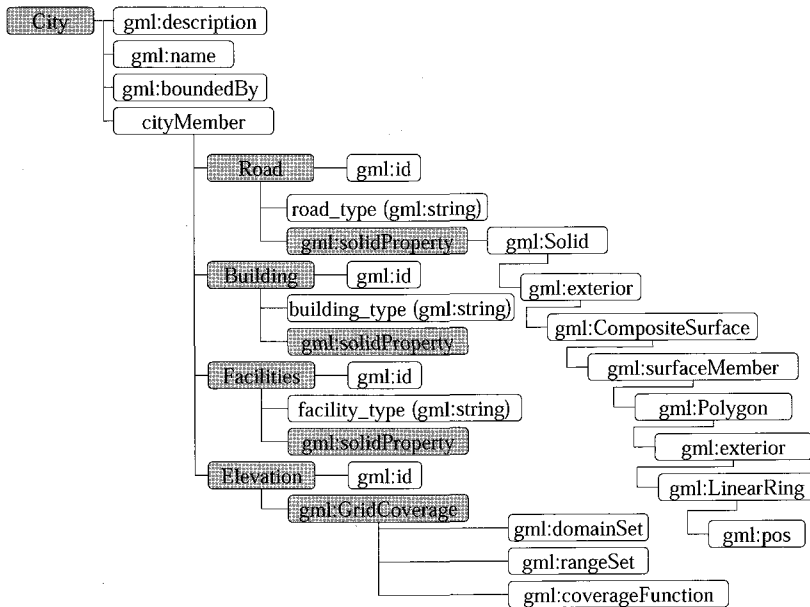 City gml:description
gml:name
gml:boundedBy
cityMember
Road gml:id
road_type (gml:string)
gml:solidProperty gml:Solid
Building gml:id gml:exterior
building_type (gml:string) gml:CompositeSurface
gml:solidProperty
gml:surfaceMember
Facilities gml:id
facility_type (gml:string) gml:Polygon
gml:solidProperty gml:exterior
Elevation gml:id gml:LinearRing
gml:GridCoverage
gml:domainSet gml:pos
gml:rangeSet
gml:coverageFunction